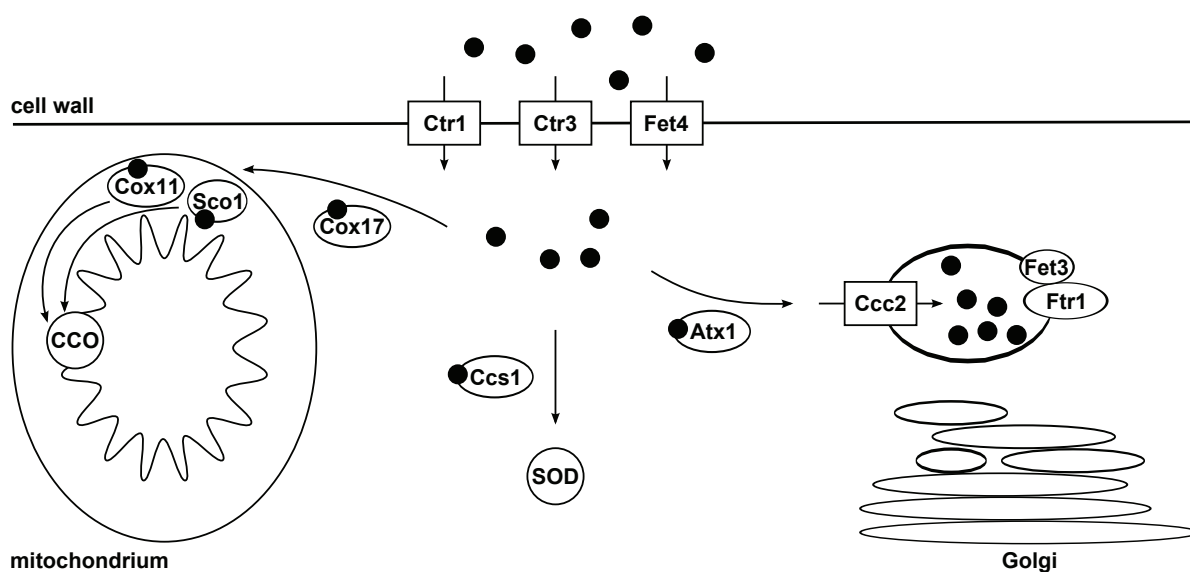 cell wall
Ctr1
Ctr3
Fet4
Cox11
Sco1
Cox17
Fet3
Ftr1
Ccc2
Atx1
CCO
Ccs1
SOD
mitochondrium
Golgi